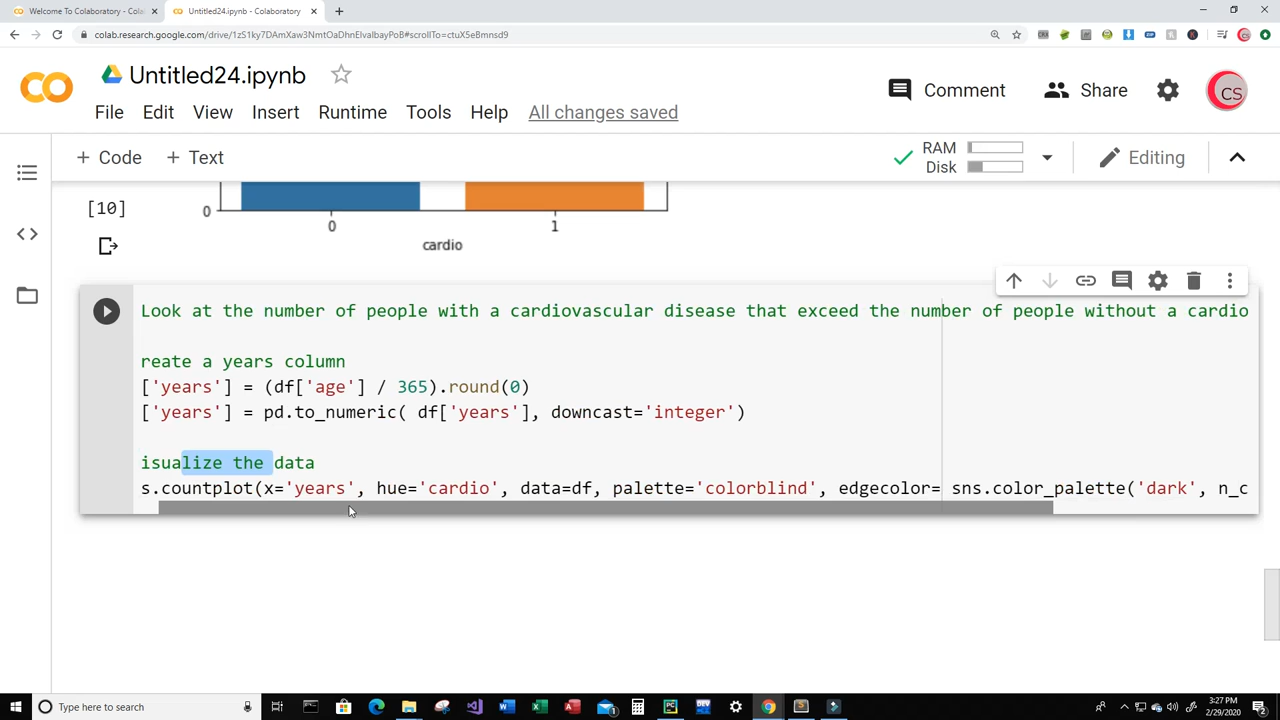 Welcome To Colaboratory - Cola
Untitled24.ipynb - Colaboratory
colab.research.google.com/drive/1zS1ky7DAmXaw3NmtOaDhnElvalbayPoB#scrollTo=ctuX5eBmnsd9
Untitled24.ipynb
Comment
Share
CS
File Edit View Insert Runtime Tools Help All changes saved
+ Code + Text
RAM
Disk
Editing
[10]
0
0 1
cardio
Look at the number of people with a cardiovascular disease that exceed the number of people without a cardio
reate a years column
['years'] = (df['age'] / 365).round(0)
['years'] = pd.to_numeric( df['years'], downcast='integer')
isualize the data
s.countplot(x='years', hue='cardio', data=df, palette='colorblind', edgecolor= sns.color_palette('dark', n_c
Type here to search
3:27 PM
2/29/2020